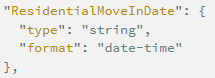 "ResidentialMoveInDate": {
  "type": "string",
  "format": "date-time"
},